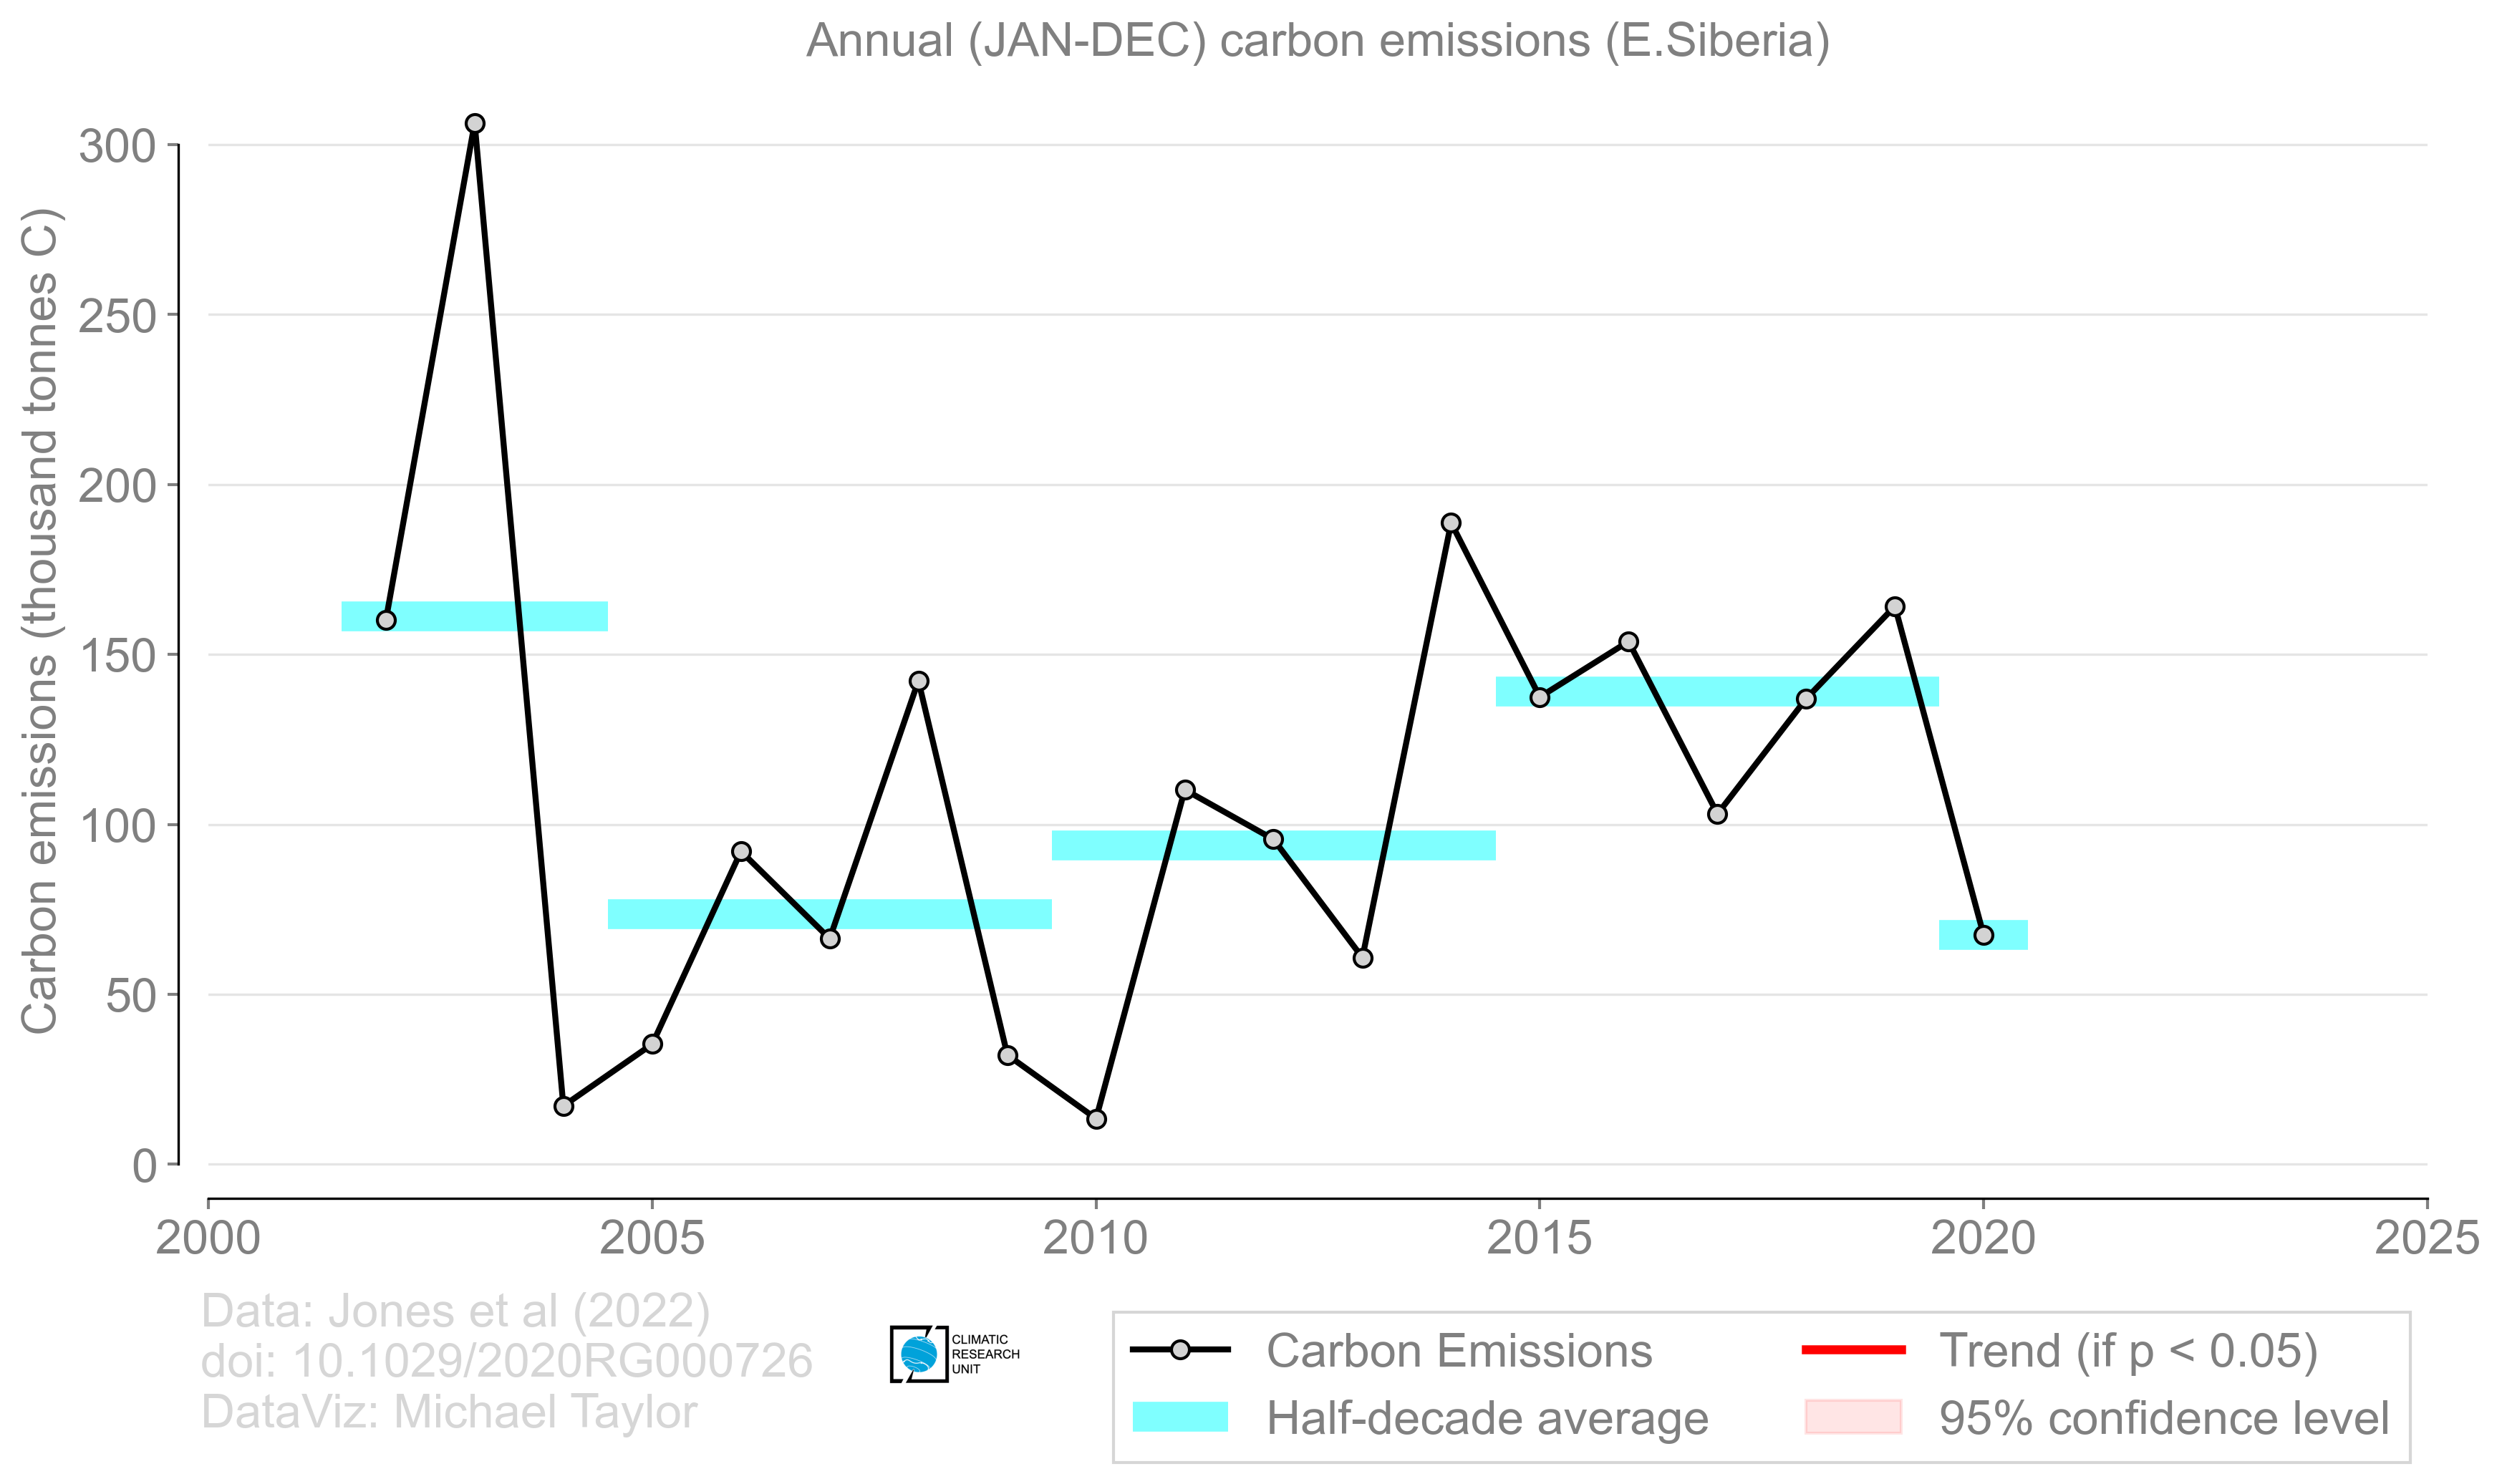 Annual (JAN-DEC) carbon emissions (E.Siberia)
Carbon emissions (thousand tonnes C)
300
250
200
150
100
50
0
2000 2005 2010 2015 2020 2025
Data: Jones et al (2022)
doi: 10.1029/2020RG000726
DataViz: Michael Taylor
CLIMATIC
RESEARCH
UNIT
Carbon Emissions
Half-decade average
Trend (if p < 0.05)
95% confidence level